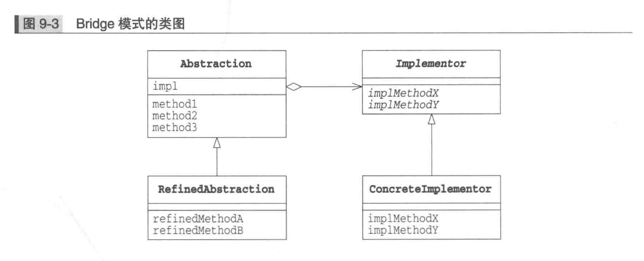 图 9-3 Bridge 模式的类图
Abstraction
impl
method1
method2
method3
Implementor
implMethodX
implMethodY
RefinedAbstraction
refinedMethodA
refinedMethodB
ConcreteImplementor
implMethodX
implMethodY